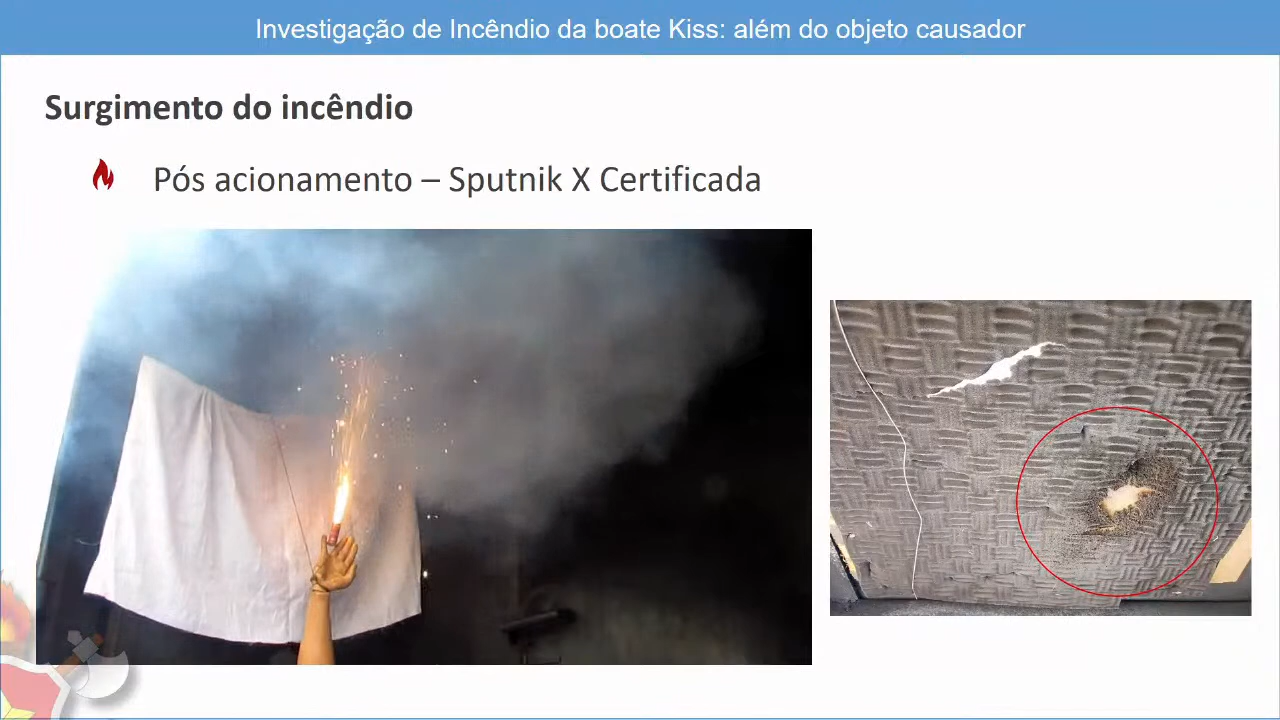 Investigação de Incêndio da boate Kiss: além do objeto causador
Surgimento do incêndio
Pós acionamento – Sputnik X Certificada